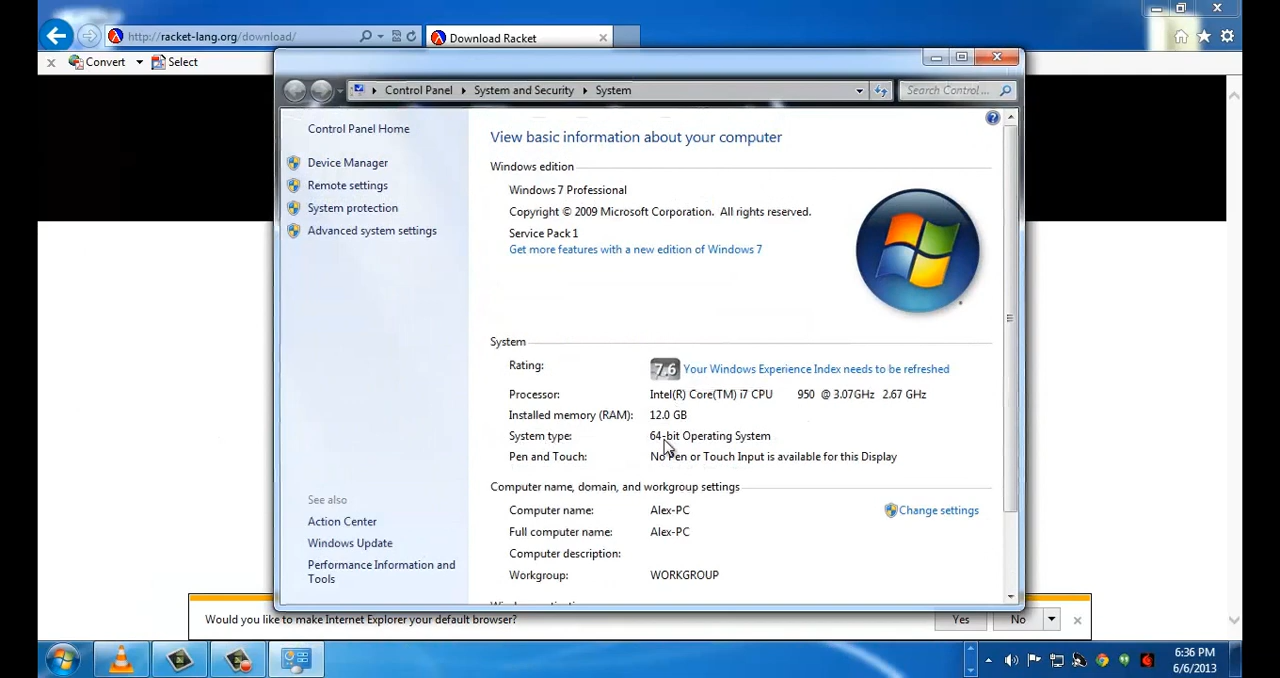 http://racket-lang.org/download/
Download Racket
Convert
Select
Control Panel
System and Security
System
Search Control...
Control Panel Home
Device Manager
Remote settings
System protection
Advanced system settings
See also
Action Center
Windows Update
Performance Information and
Tools
View basic information about your computer
Windows edition
Windows 7 Professional
Copyright © 2009 Microsoft Corporation. All rights reserved.
Service Pack 1
Get more features with a new edition of Windows 7
System
Rating: 7.6 Your Windows Experience Index needs to be refreshed
Processor: Intel(R) Core(TM) i7 CPU 950 @ 3.07GHz 2.67 GHz
Installed memory (RAM): 12.0 GB
System type: 64-bit Operating System
Pen and Touch: No Pen or Touch Input is available for this Display
Computer name, domain, and workgroup settings
Computer name: Alex-PC
Change settings
Full computer name: Alex-PC
Computer description:
Workgroup: WORKGROUP
Would you like to make Internet Explorer your default browser?
Yes
No
6:36 PM
6/6/2013